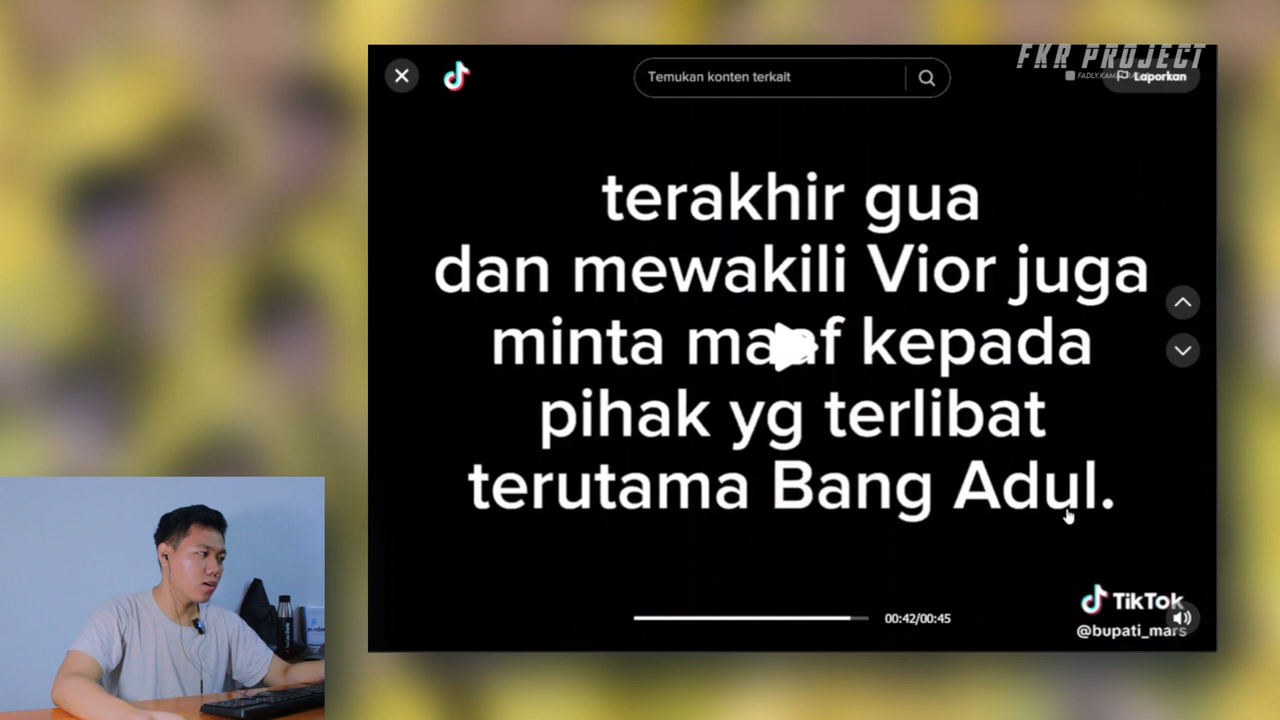 FKR PROJECT
Temukan konten terkait
Laporkan
terakhir gua
dan mewakili Vior juga
minta maaf kepada
pihak yg terlibat
terutama Bang Adul.
00:42/00:45
TikTok
@bupati_mars